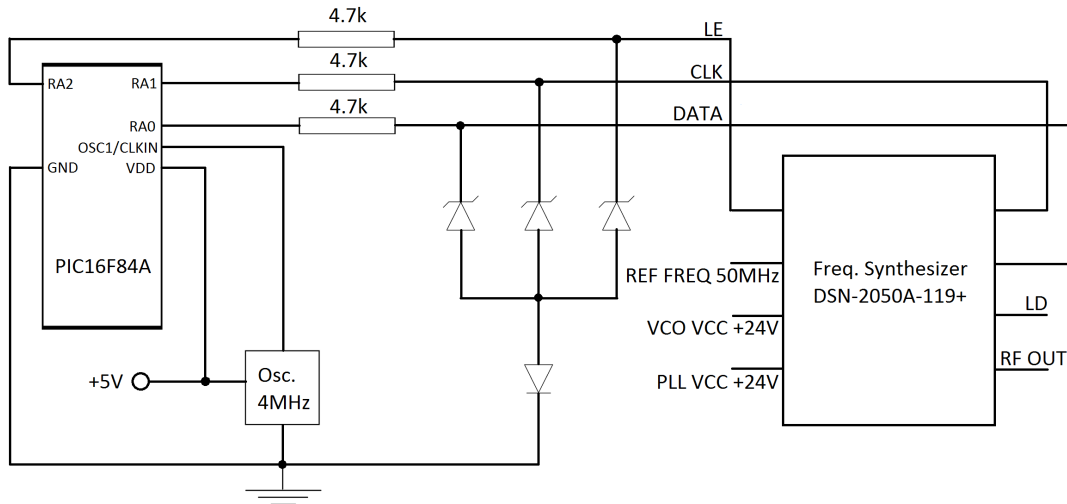 4.7k
LE
4.7k
CLK
RA2
RA1
4.7k
DATA
RA0
OSC1/CLKIN
GND
VDD
PIC16F84A
REF FREQ 50MHz
Freq. Synthesizer
DSN-2050A-119+
LD
VCO VCC +24V
RF OUT
PLL VCC +24V
+5V
Osc.
4MHz